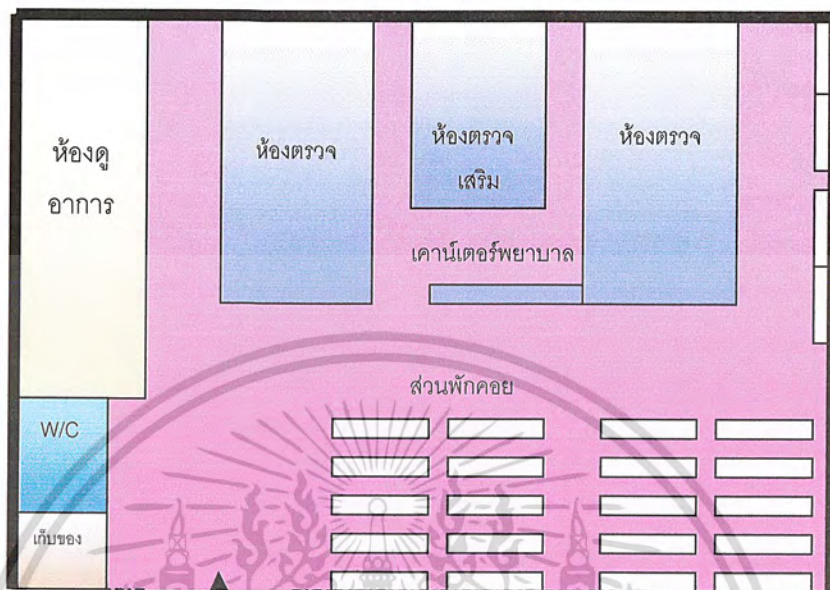 ห้องดู
อาการ
ห้องตรวจ
ห้องตรวจ
เสริม
ห้องตรวจ
เคาน์เตอร์พยาบาล
ส่วนพักคอย
W/C
เก็บของ